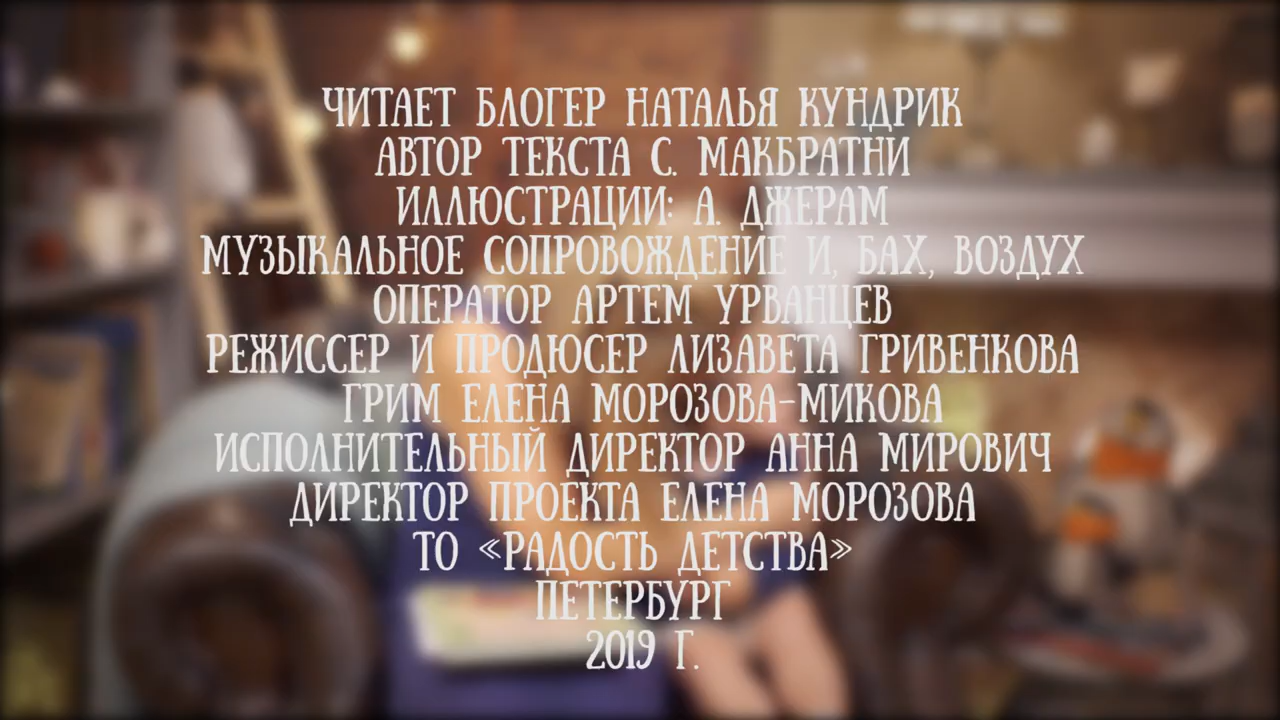 ЧИТАЕТ БЛОГЕР НАТАЛЬЯ КУНДРИК
АВТОР ТЕКСТА С. МАКБРАТНИ
ИЛЛЮСТРАЦИИ: А. ДЖЕРАМ
МУЗЫКАЛЬНОЕ СОПРОВОЖДЕНИЕ И, БАХ, ВОЗДУХ
ОПЕРАТОР АРТЕМ УРВАНЦЕВ
РЕЖИССЕР И ПРОДЮСЕР ЛИЗАВЕТА ГРИВЕНКОВА
ГРИМ ЕЛЕНА МОРОЗОВА-МИКОВА
ИСПОЛНИТЕЛЬНЫЙ ДИРЕКТОР АННА МИРОВИЧ
ДИРЕКТОР ПРОЕКТА ЕЛЕНА МОРОЗОВА
ТО «РАДОСТЬ ДЕТСТВА»
ПЕТЕРБУРГ
2019 Г.